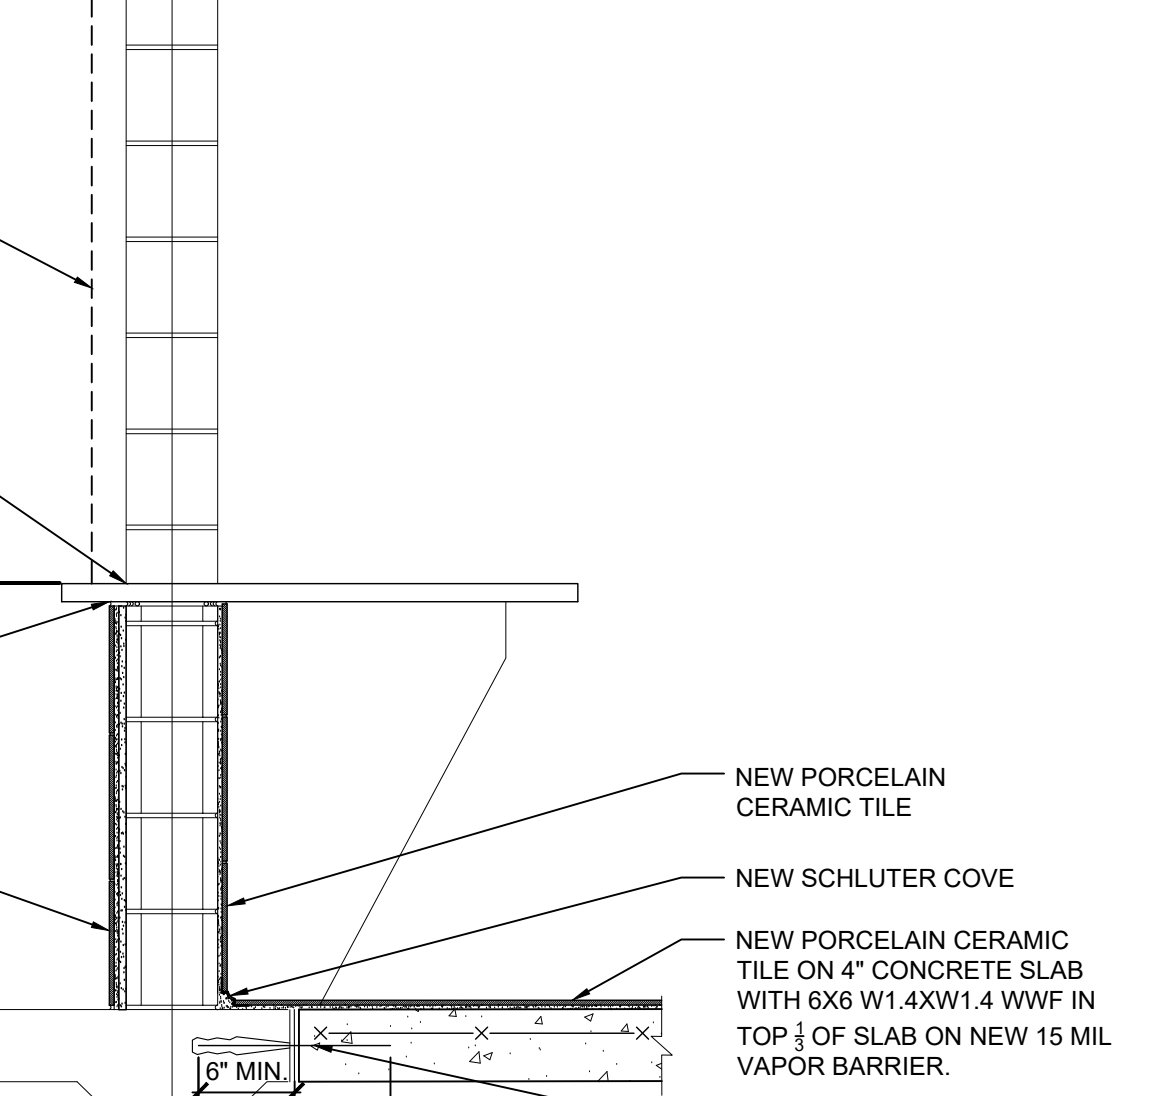 NEW PORCELAIN
CERAMIC TILE
NEW SCHLUTER COVE
NEW PORCELAIN CERAMIC
TILE ON 4" CONCRETE SLAB
WITH 6X6 W1.4XW1.4 WWF IN
TOP 1/3 OF SLAB ON NEW 15 MIL
VAPOR BARRIER.
6" MIN.